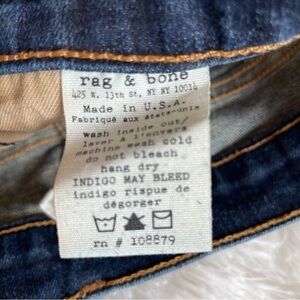 rag & bone
425 W. 13th St, NY NY 10014
Made in U.S.A.
Fabriqué aux états-unis
wash inside out/
laver à l'envers
machine wash cold
do not bleach
hang dry
INDIGO MAY BLEED
indigo rispue de
dégorger
rn # 108879